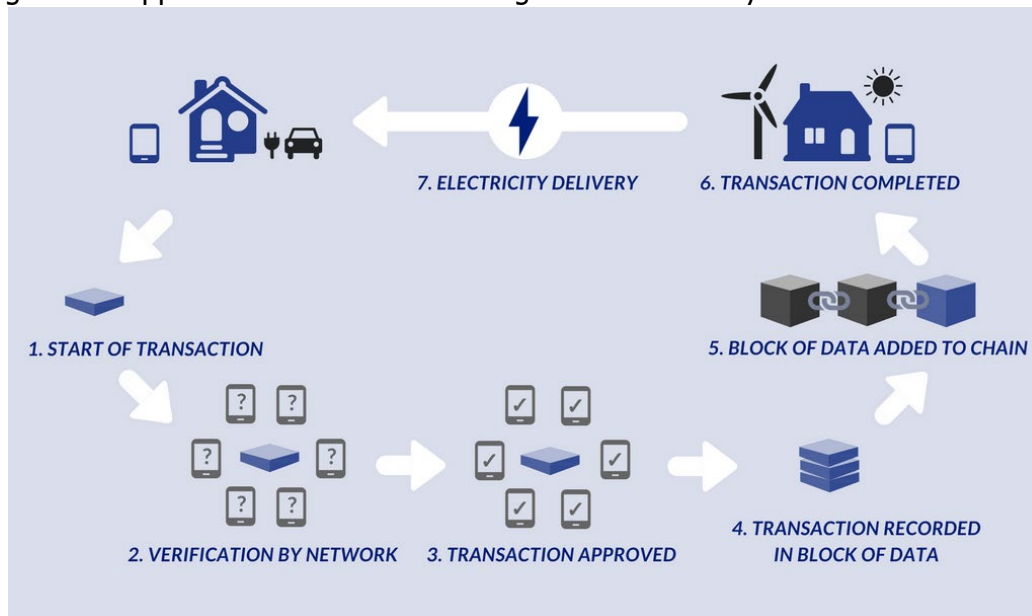 7. ELECTRICITY DELIVERY
6. TRANSACTION COMPLETED
1. START OF TRANSACTION
5. BLOCK OF DATA ADDED TO CHAIN
? ?
? ?
? ?
2. VERIFICATION BY NETWORK
3. TRANSACTION APPROVED
4. TRANSACTION RECORDED
IN BLOCK OF DATA